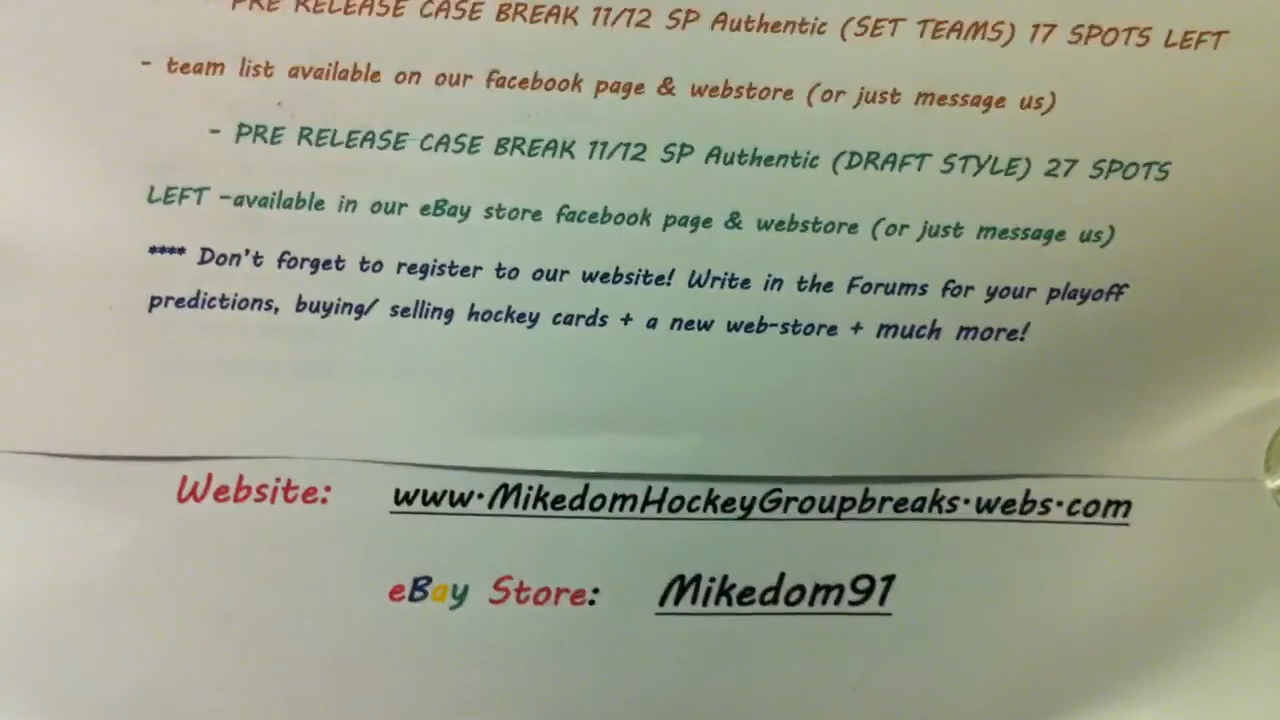 PRE RELEASE CASE BREAK 11/12 SP Authentic (SET TEAMS) 17 SPOTS LEFT
- team list available on our facebook page & webstore (or just message us)
- PRE RELEASE CASE BREAK 11/12 SP Authentic (DRAFT STYLE) 27 SPOTS
LEFT -available in our eBay store facebook page & webstore (or just message us)
**** Don't forget to register to our website! Write in the Forums for your playoff
predictions, buying/ selling hockey cards + a new web-store + much more!
Website: www.MikedomHockeyGroupbreaks.webs.com
eBay Store: Mikedom91